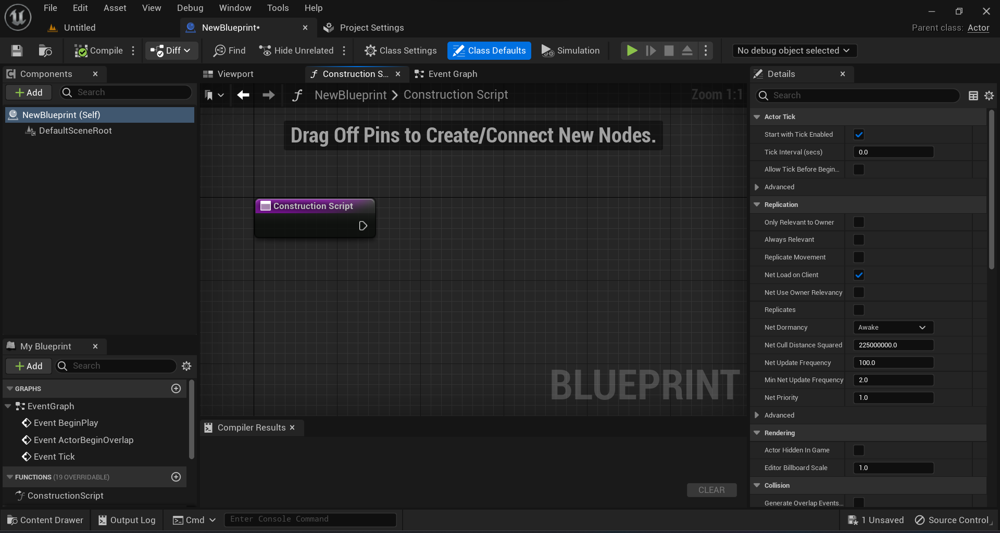 File Edit Asset View Debug Window Tools Help
Untitled
NewBlueprint*
Project Settings
Parent class: Actor
Compile
Diff
Find
Hide Unrelated
Class Settings
Class Defaults
Simulation
No debug object selected
Components
Add
Search
NewBlueprint (Self)
DefaultSceneRoot
My Blueprint
Add
Search
GRAPHS
EventGraph
Event BeginPlay
Event ActorBeginOverlap
Event Tick
FUNCTIONS (19 OVERRIDABLE)
ConstructionScript
Viewport
Construction S...
Event Graph
NewBlueprint > Construction Script
Zoom 1:1
Drag Off Pins to Create/Connect New Nodes.
Construction Script
BLUEPRINT
Compiler Results
CLEAR
Details
Search
Actor Tick
Start with Tick Enabled
Tick Interval (secs) 0.0
Allow Tick Before Begin...
Advanced
Replication
Only Relevant to Owner
Always Relevant
Replicate Movement
Net Load on Client
Net Use Owner Relevancy
Replicates
Net Dormancy Awake
Net Cull Distance Squared 225000000.0
Net Update Frequency 100.0
Min Net Update Frequency 2.0
Net Priority 1.0
Advanced
Rendering
Actor Hidden In Game
Editor Billboard Scale 1.0
Collision
Generate Overlap Events...
Content Drawer
Output Log
Cmd
Enter Console Command
1 Unsaved
Source Control